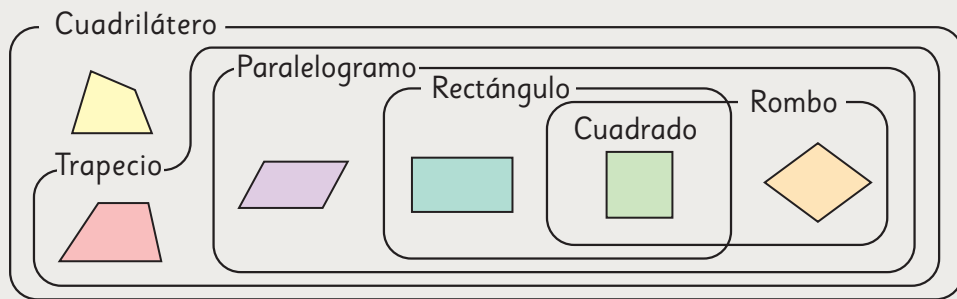 Cuadrilátero
Paralelogramo
Rectángulo
Rombo
Cuadrado
Trapecio